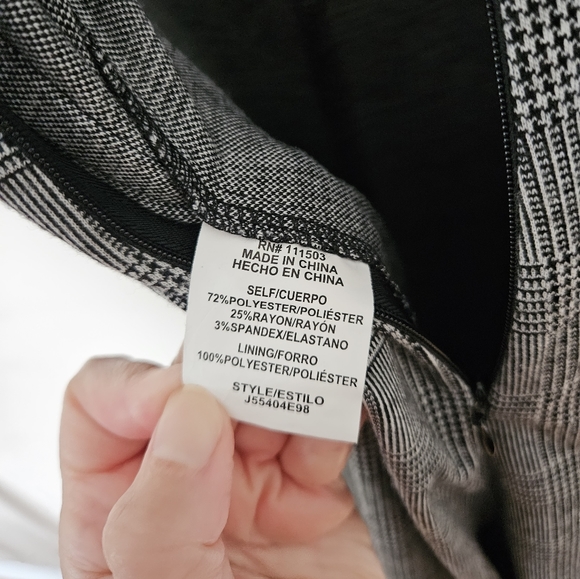 RN# 111503
MADE IN CHINA
HECHO EN CHINA
SELF/CUERPO
72%POLYESTER/POLIÉSTER
25%RAYON/RAYÓN
3%SPANDEX/ELASTANO
LINING/FORRO
100%POLYESTER/POLIÉSTER
STYLE/ESTILO
J55404E98